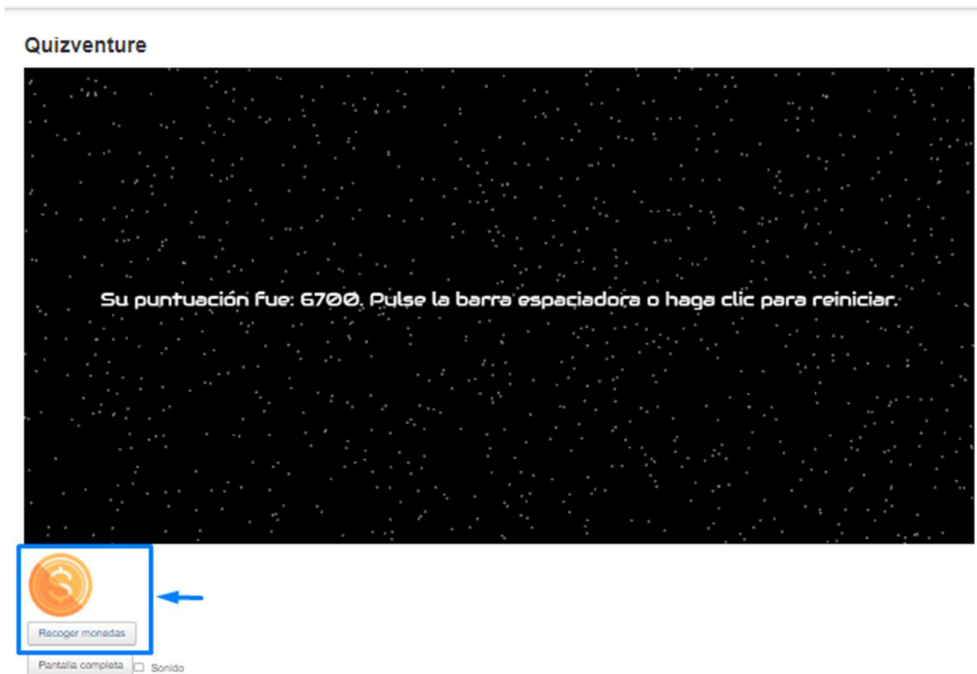 Quizventure
Su puntuación fue: 6700. Pulse la barra espaciadora o haga clic para reiniciar.
$
Recoger monedas
Pantalla completa
Sonido